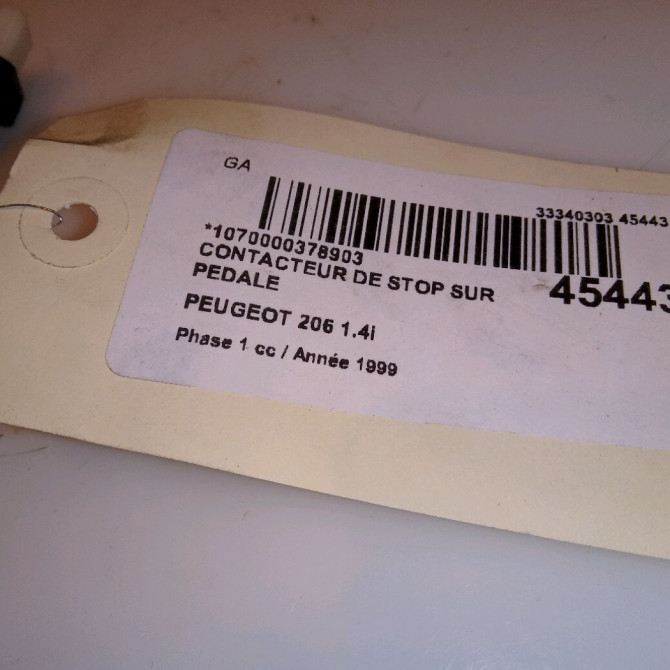 GA
33340303 45443
*1070000378903
CONTACTEUR DE STOP SUR
PEDALE
45443
PEUGEOT 206 1.4i
Phase 1 cc / Année 1999